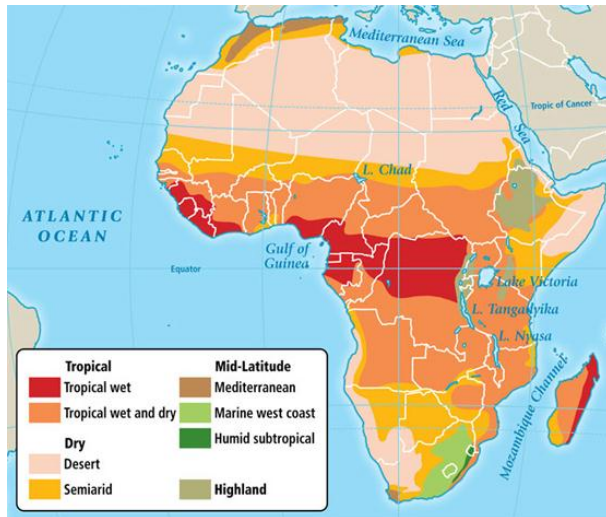 Mediterranean Sea
Red
Sea
Tropic of Cancer
L. Chad
ATLANTIC
OCEAN
Gulf of
Guinea
Equator
Lake Victoria
L. Tanganyika
L. Nyasa
Mozambique Channel
Tropical
Tropical wet
Tropical wet and dry
Dry
Desert
Semiarid
Mid-Latitude
Mediterranean
Marine west coast
Humid subtropical
Highland